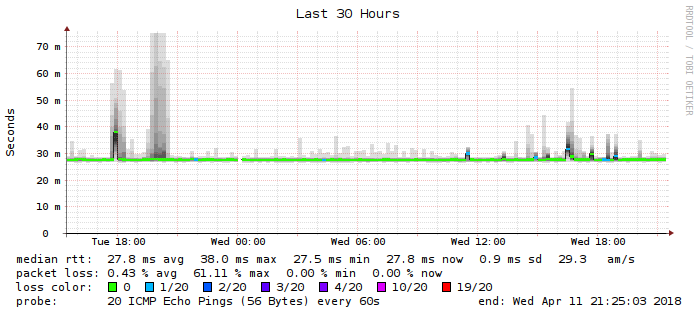 Last 30 Hours
RRDTOOL / TOBI OETIKER
Seconds
70 m
60 m
50 m
40 m
30 m
20 m
10 m
0
Tue 18:00 Wed 00:00 Wed 06:00 Wed 12:00 Wed 18:00
median rtt: 27.8 ms avg 38.0 ms max 27.5 ms min 27.8 ms now 0.9 ms sd 29.3 am/s
packet loss: 0.43 % avg 61.11 % max 0.00 % min 0.00 % now
loss color: 0 1/20 2/20 3/20 4/20 10/20 19/20
probe: 20 ICMP Echo Pings (56 Bytes) every 60s end: Wed Apr 11 21:25:03 2018